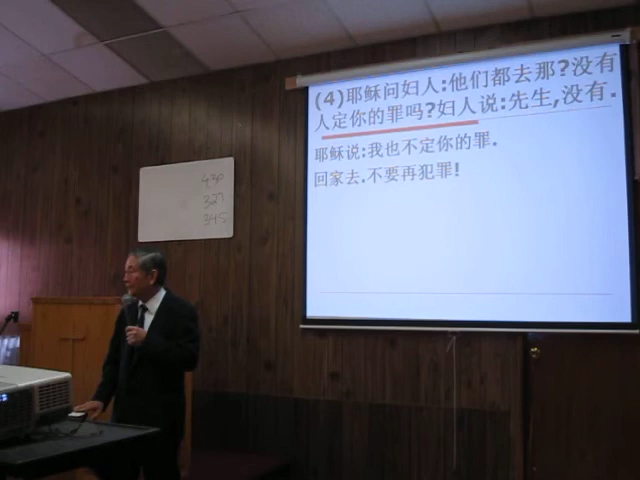 (4)耶稣问妇人:他们都去那?没有
人定你的罪吗?妇人说:先生,没有.
耶稣说:我也不定你的罪.
回家去.不要再犯罪!
430
327
345